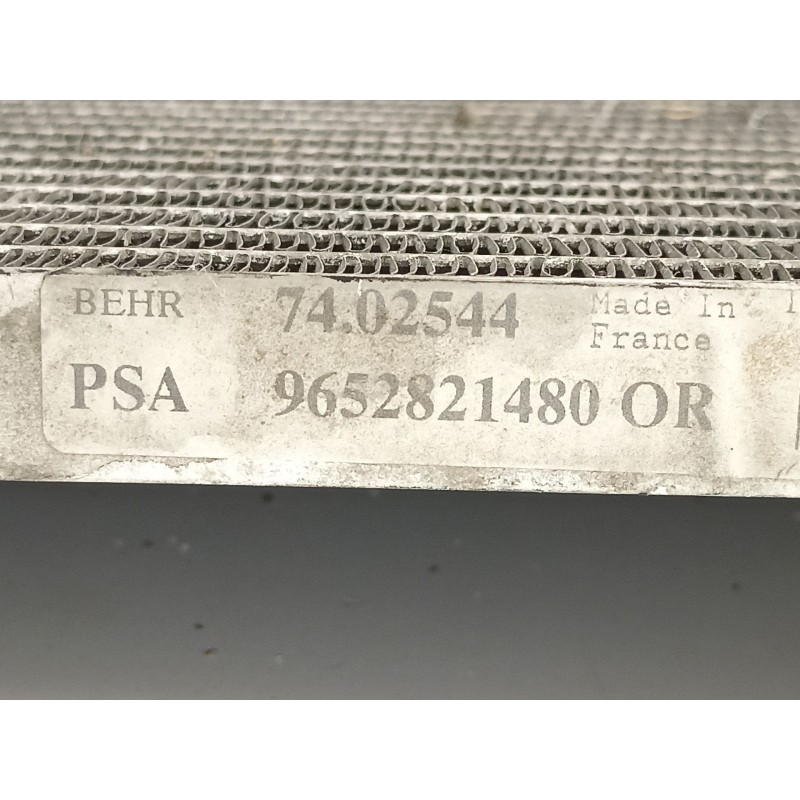 BEHR 74.02544 Made In
France
PSA 9652821480 OR